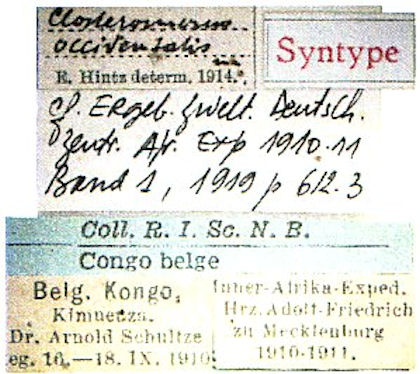 Closteromerus
occidentalis
E. Hintz determ. 1914.
Syntype
cf. Ergeb. zweit. Deutsch.
Zentr. Afr. Exp 1910.11
Band 1, 1919 p 612.3
Coll. R. I. Sc. N. B.
Congo belge
Belg. Kongo,
Kimuenza.
Dr. Arnold Schultze
eg. 16.—18. IX. 1910
Inner-Afrika-Exped.
Hrz. Adolf-Friedrich
zu Mecklenburg
1910-1911.